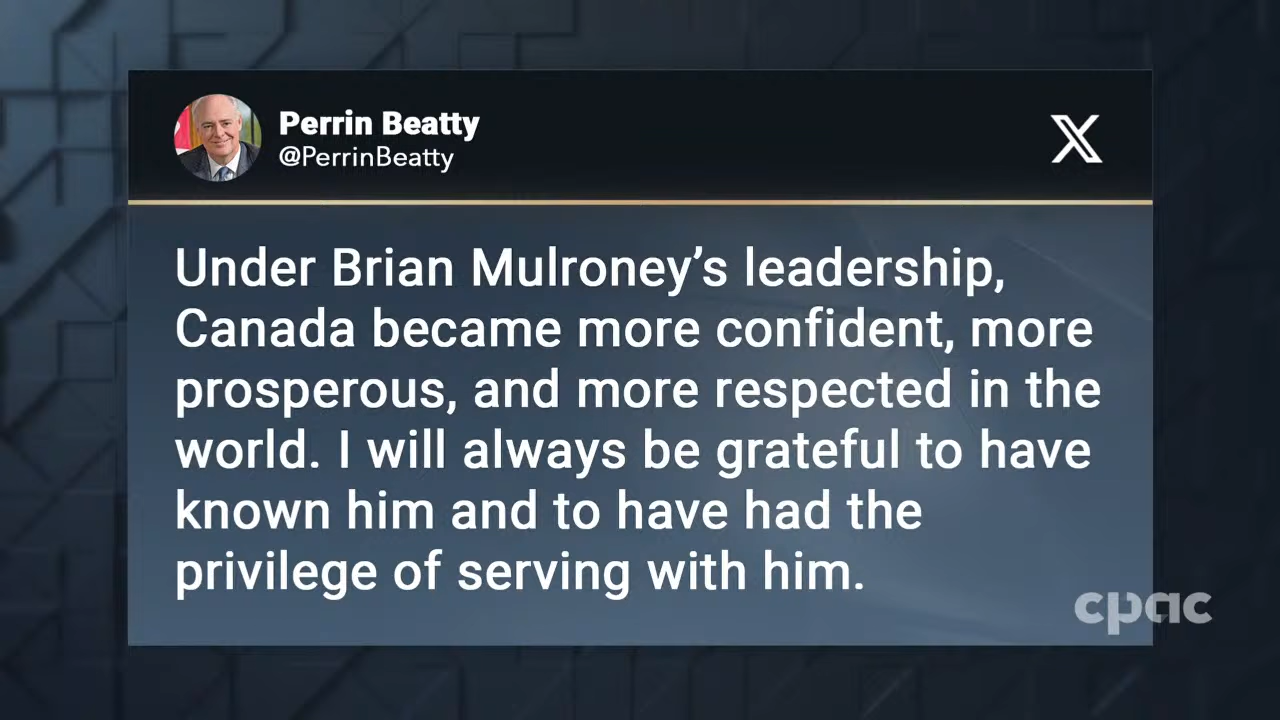 Perrin Beatty
@PerrinBeatty
X
Under Brian Mulroney’s leadership,
Canada became more confident, more
prosperous, and more respected in the
world. I will always be grateful to have
known him and to have had the
privilege of serving with him.
cpac